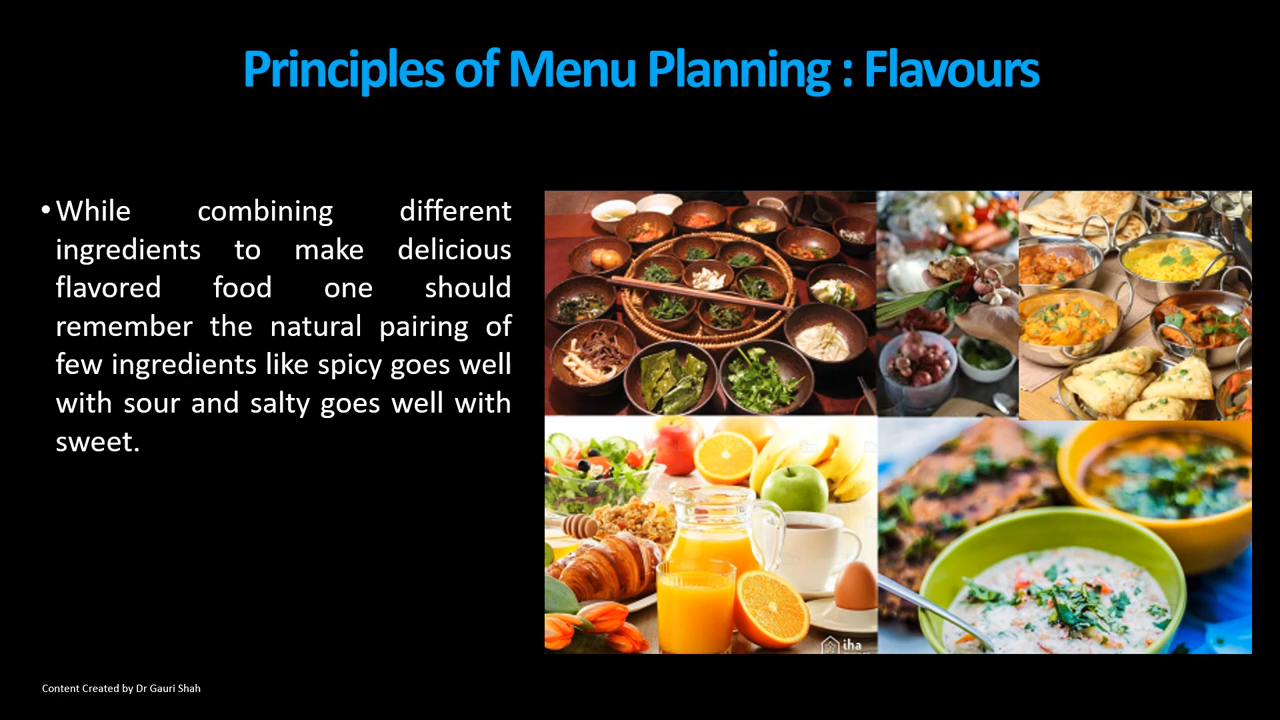 Principles of Menu Planning : Flavours
•While combining different
ingredients to make delicious
flavored food one should
remember the natural pairing of
few ingredients like spicy goes well
with sour and salty goes well with
sweet.
iha
Content Created by Dr Gauri Shah